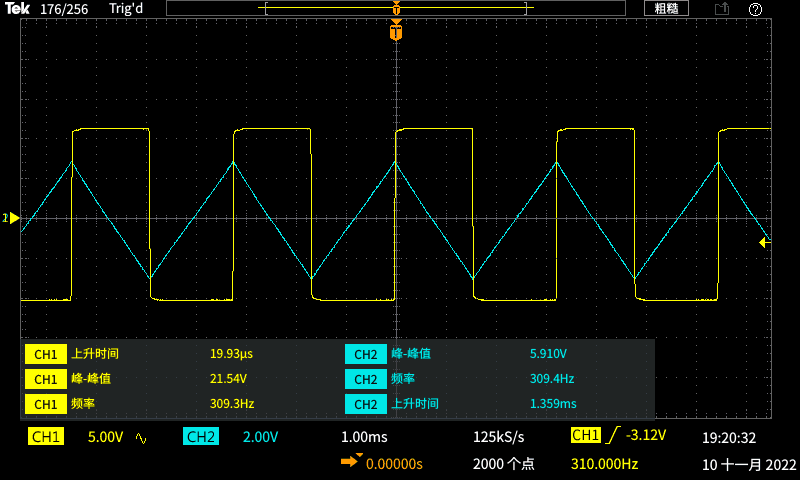 Tek 176/256 Trig'd 粗糙 ?
T
T
CH1 上升时间 19.93μs CH2 峰-峰值 5.910V
CH1 峰-峰值 21.54V CH2 频率 309.4Hz
CH1 频率 309.3Hz CH2 上升时间 1.359ms
CH1 5.00V CH2 2.00V 1.00ms 125kS/s CH1 -3.12V 19:20:32
0.00000s 2000 个点 310.000Hz 10 十一月 2022